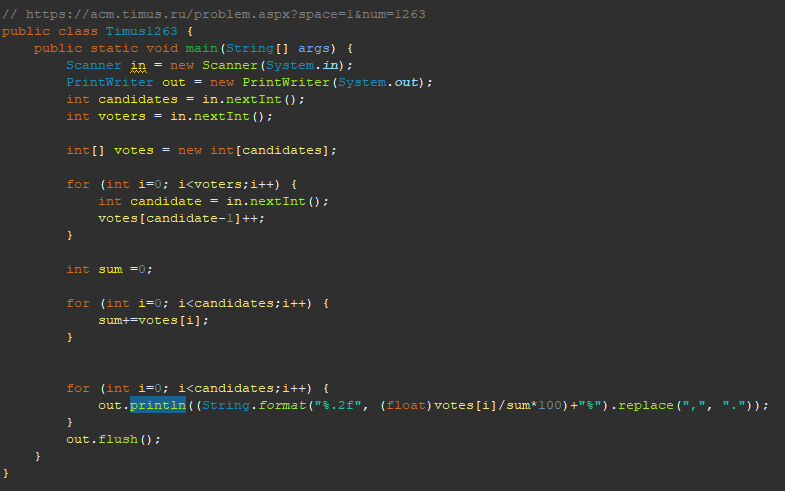 // https://acm.timus.ru/problem.aspx?space=1&num=1263
public class Timus1263 {
    public static void main(String[] args) {
        Scanner in = new Scanner(System.in);
        PrintWriter out = new PrintWriter(System.out);
        int candidates = in.nextInt();
        int voters = in.nextInt();

        int[] votes = new int[candidates];

        for (int i=0; i<voters;i++) {
            int candidate = in.nextInt();
            votes[candidate-1]++;
        }

        int sum =0;

        for (int i=0; i<candidates;i++) {
            sum+=votes[i];
        }


        for (int i=0; i<candidates;i++) {
            out.println((String.format("%.2f", (float)votes[i]/sum*100)+"%").replace(",", "."));
        }
        out.flush();
    }
}